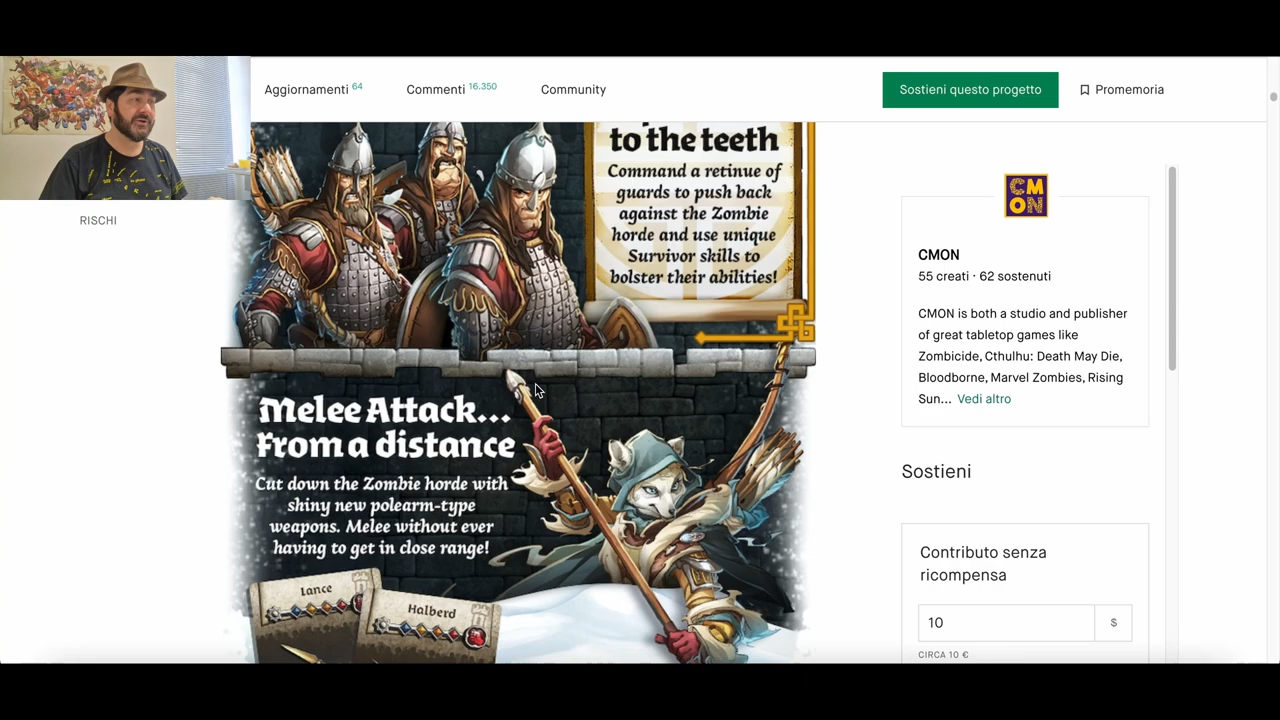 Aggiornamenti 64
Commenti 16.350
Community
Sostieni questo progetto
Promemoria
RISCHI
to the teeth
Command a retinue of
guards to push back
against the Zombie
horde and use unique
Survivor skills to
bolster their abilities!
Melee Attack...
From a distance
Cut down the Zombie horde with
shiny new polearm-type
weapons. Melee without ever
having to get in close range!
Lance
Halberd
CMON
CMON
55 creati · 62 sostenuti
CMON is both a studio and publisher
of great tabletop games like
Zombicide, Cthulhu: Death May Die,
Bloodborne, Marvel Zombies, Rising
Sun... Vedi altro
Sostieni
Contributo senza
ricompensa
10 $
CIRCA 10 €